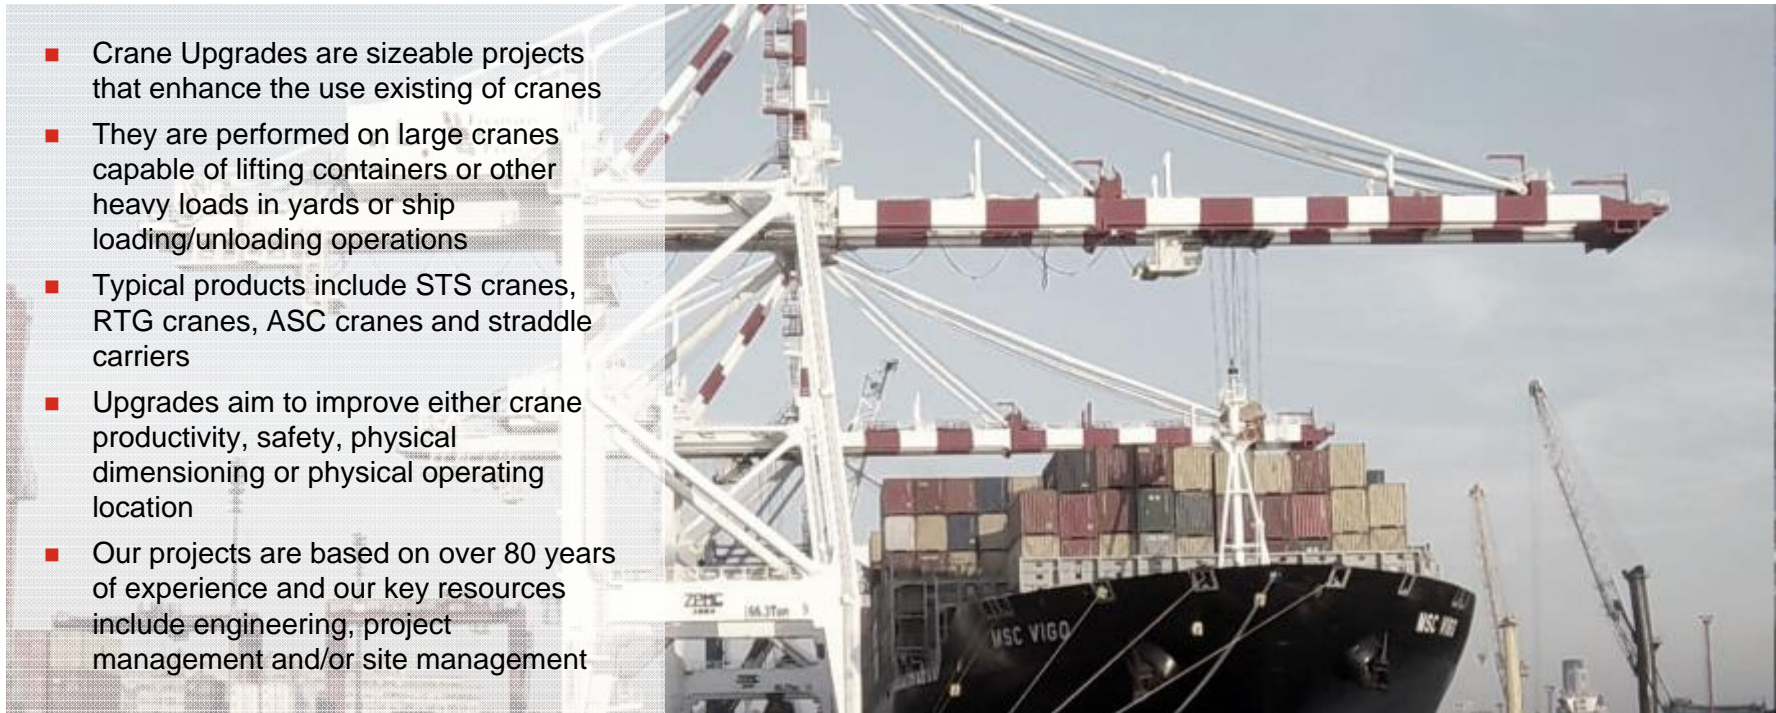 Crane Upgrades are sizeable projects
that enhance the use existing of cranes
They are performed on large cranes
capable of lifting containers or other
heavy loads in yards or ship
loading/unloading operations
Typical products include STS cranes,
RTG cranes, ASC cranes and straddle
carriers
Upgrades aim to improve either crane
productivity, safety, physical
dimensioning or physical operating
location
Our projects are based on over 80 years
of experience and our key resources
include engineering, project
management and/or site management
ZPMC
MSC VIGO
MSC VIGO